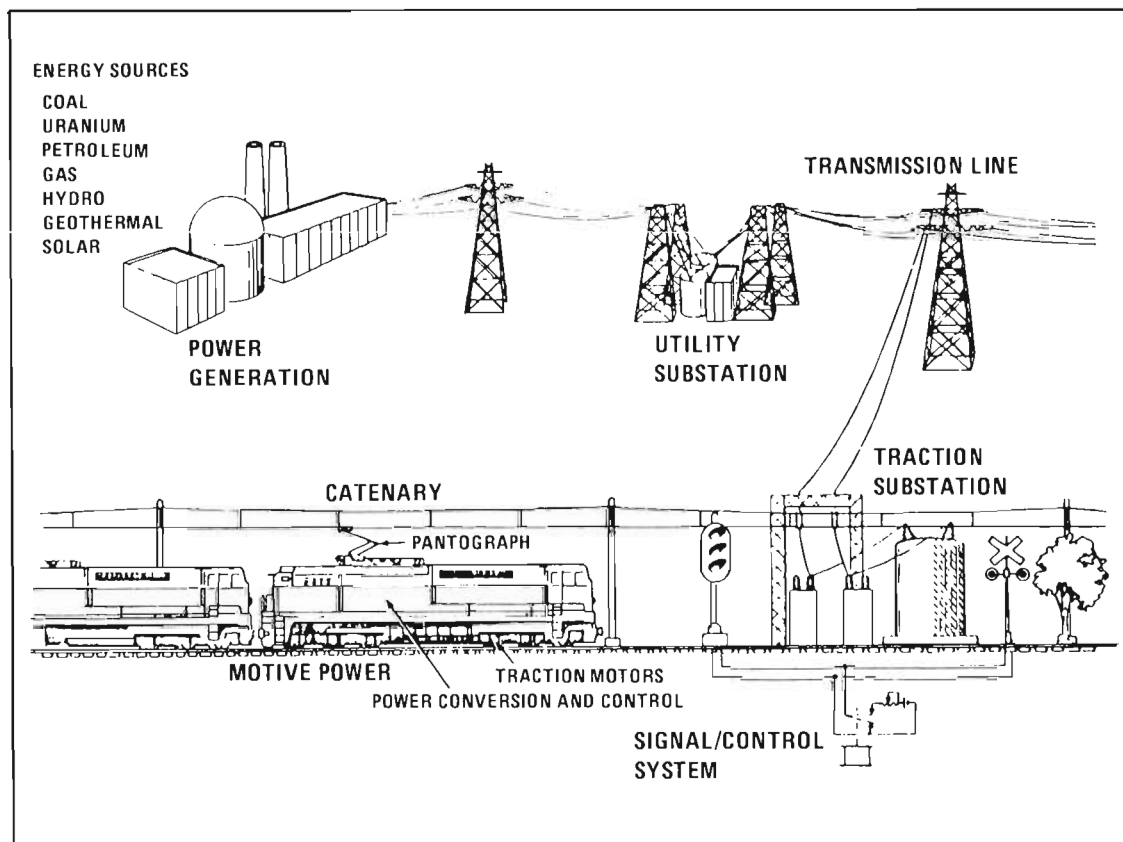 ENERGY SOURCES
COAL
URANIUM
PETROLEUM
GAS
HYDRO
GEOTHERMAL
SOLAR
POWER
GENERATION
UTILITY
SUBSTATION
TRANSMISSION LINE
TRACTION
SUBSTATION
CATENARY
PANTOGRAPH
MOTIVE POWER
TRACTION MOTORS
POWER CONVERSION AND CONTROL
SIGNAL/CONTROL
SYSTEM